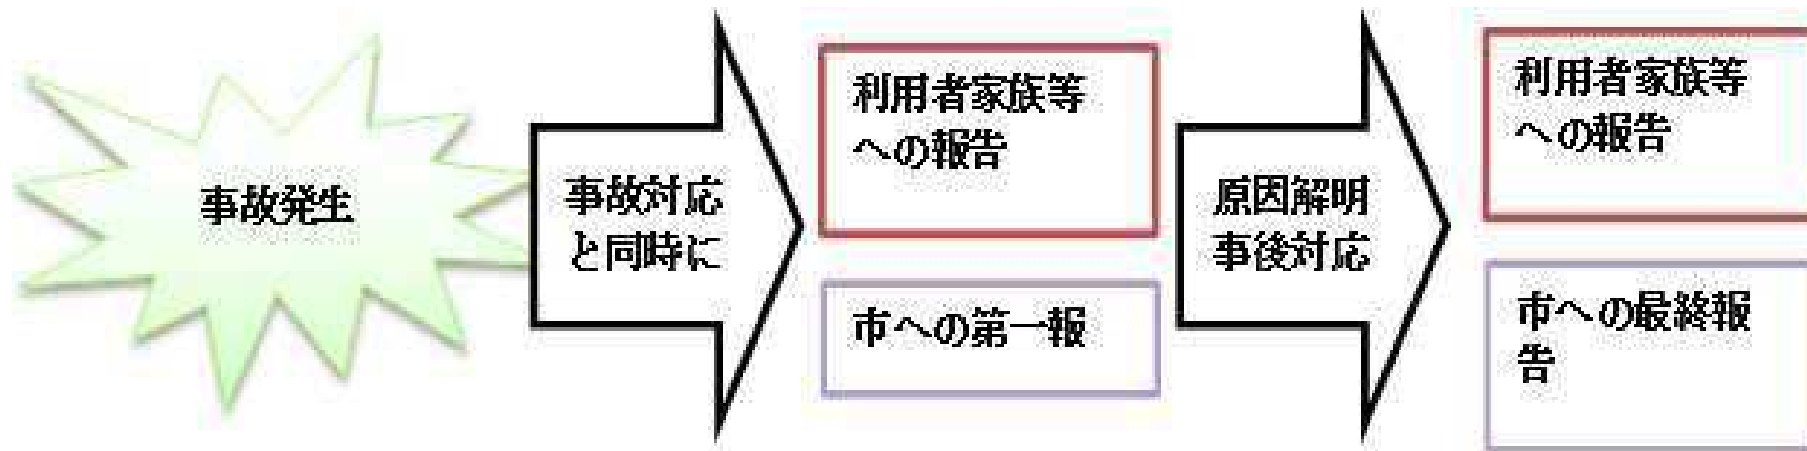 事故発生
事故対応
と同時に
利用者家族等
への報告
市への第一報
原因解明
事後対応
利用者家族等
への報告
市への最終報
告